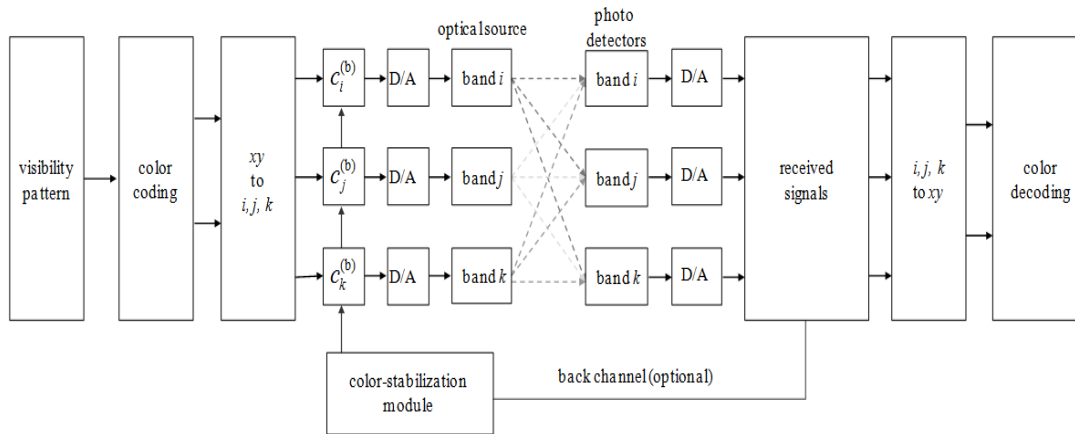 optical source
photo
detectors
visibility
pattern
color
coding
xy
to
i, j, k
C_i^(b)
D/A
band i
band i
D/A
C_j^(b)
D/A
band j
band j
D/A
C_k^(b)
D/A
band k
band k
D/A
received
signals
i, j, k
to xy
color
decoding
color-stabilization
module
back channel (optional)